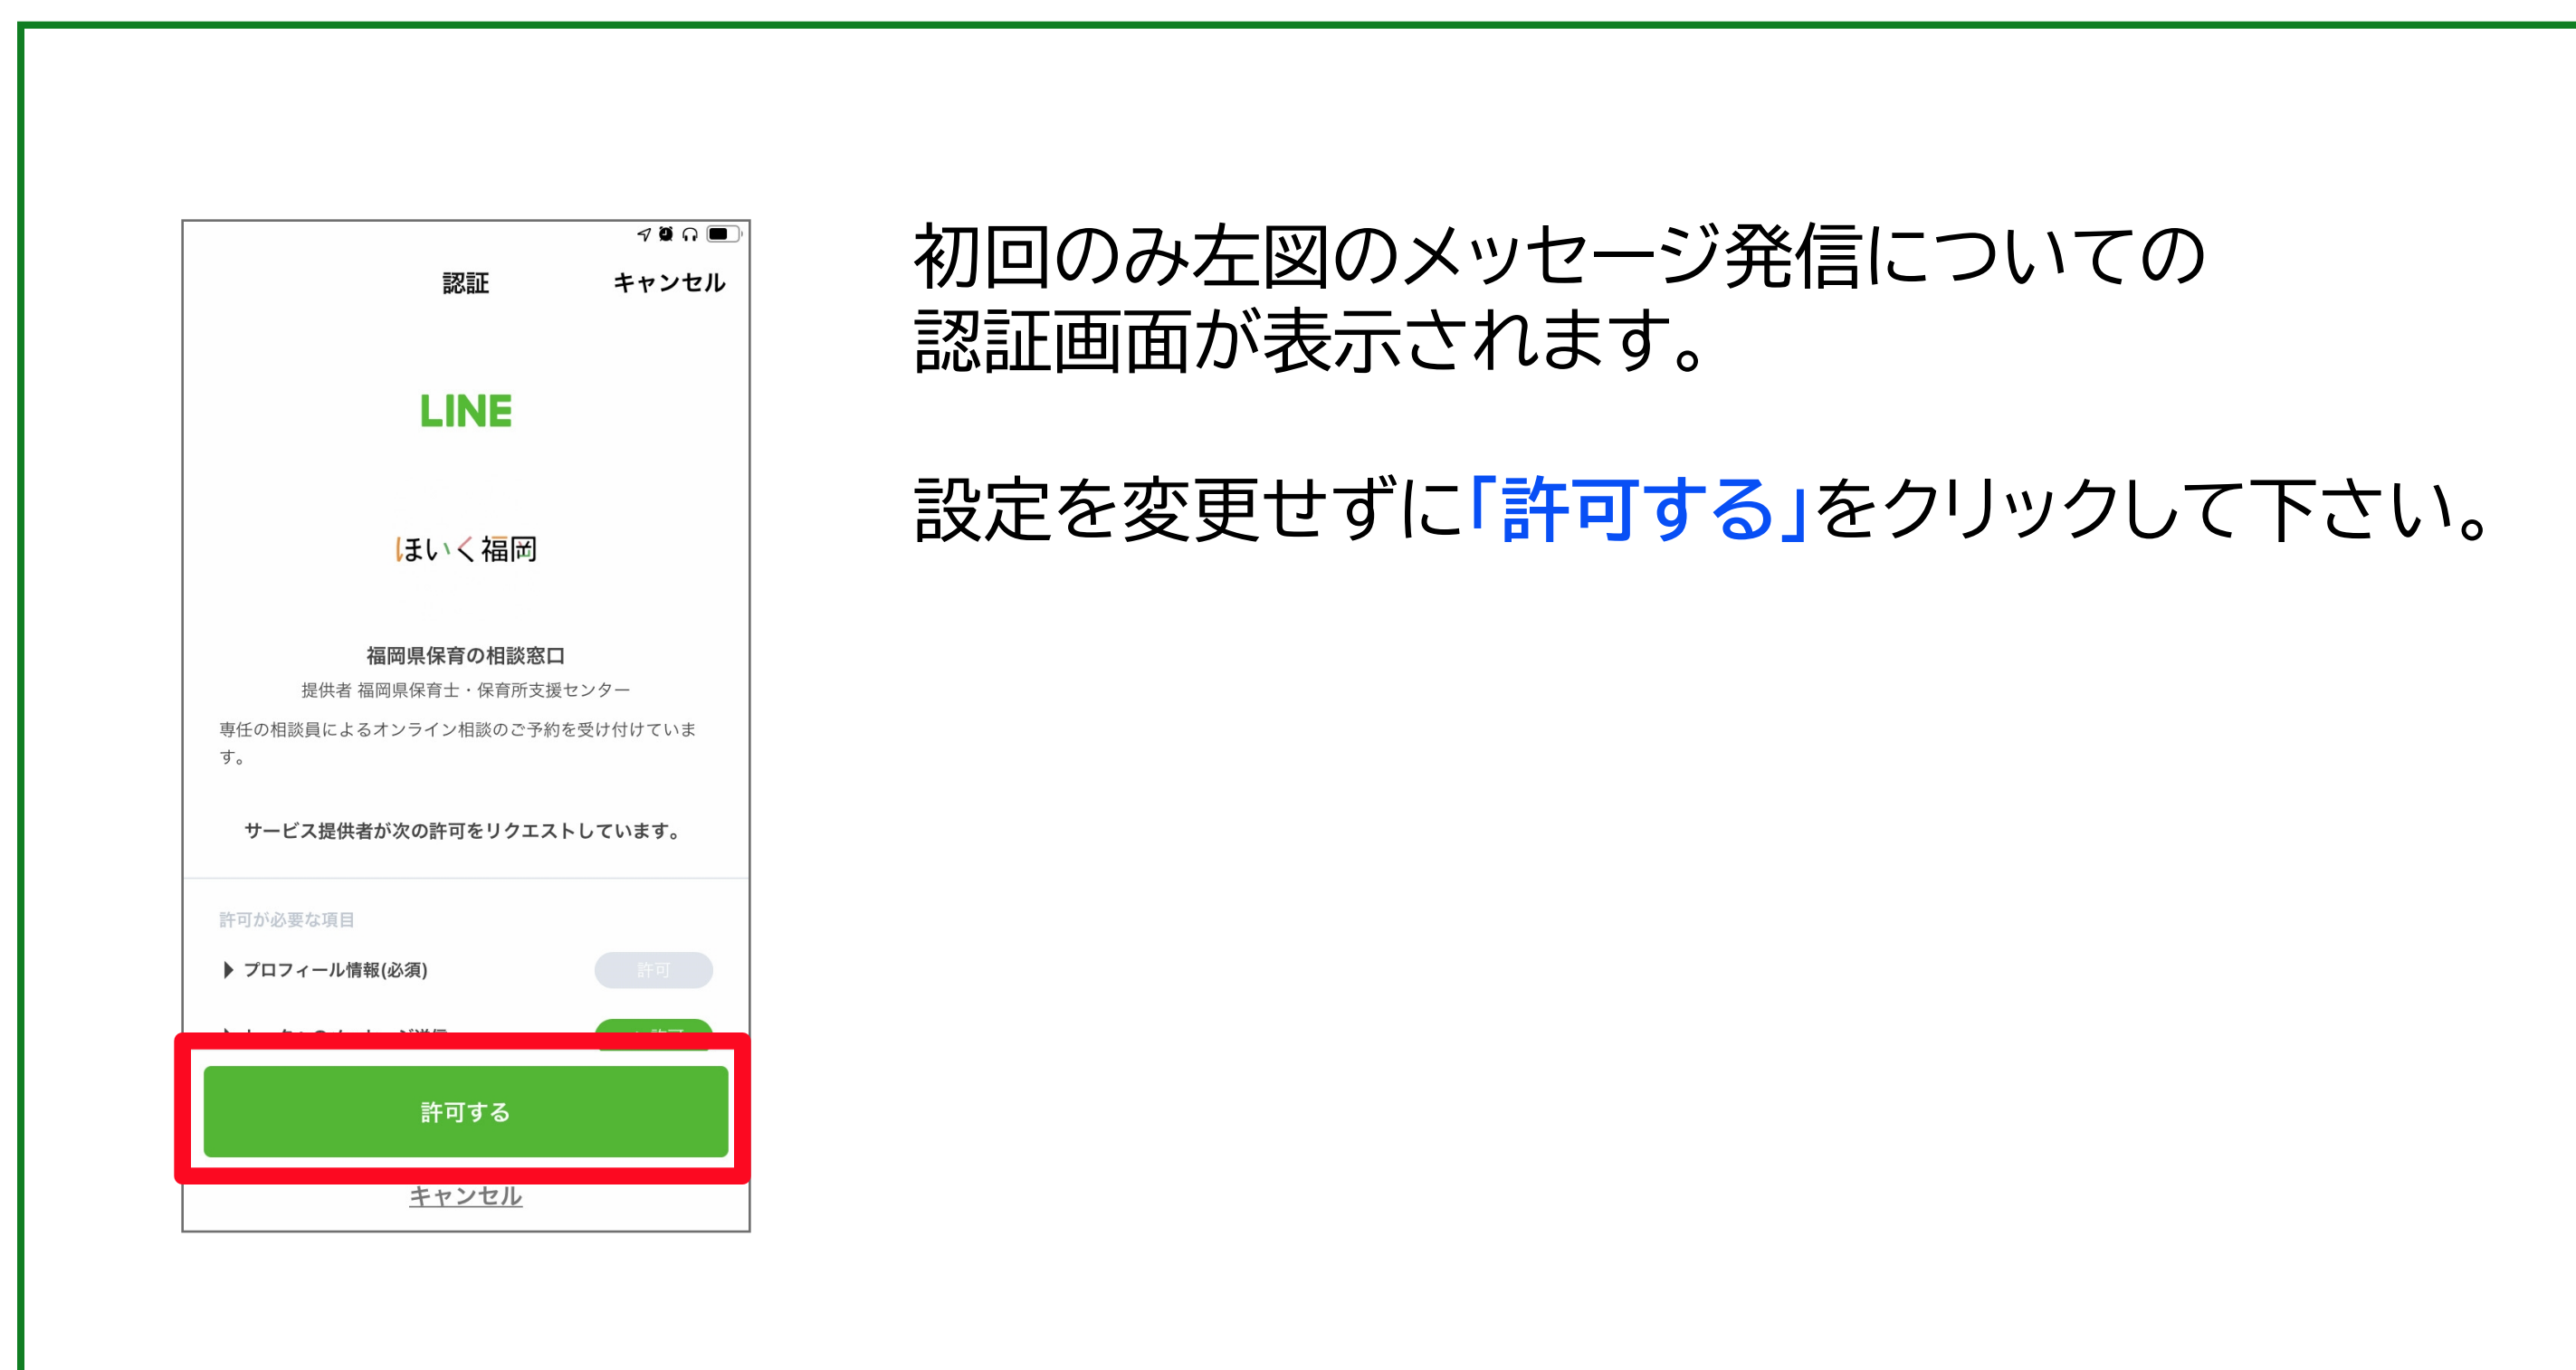 認証
キャンセル
LINE
ほいく福岡
福岡県保育の相談窓口
提供者 福岡県保育士・保育所支援センター
専任の相談員によるオンライン相談のご予約を受け付けていま
す。
サービス提供者が次の許可をリクエストしています。
許可が必要な項目
プロフィール情報(必須)
許可
許可する
キャンセル
初回のみ左図のメッセージ発信についての
認証画面が表示されます。
設定を変更せずに「許可する」をクリックして下さい。